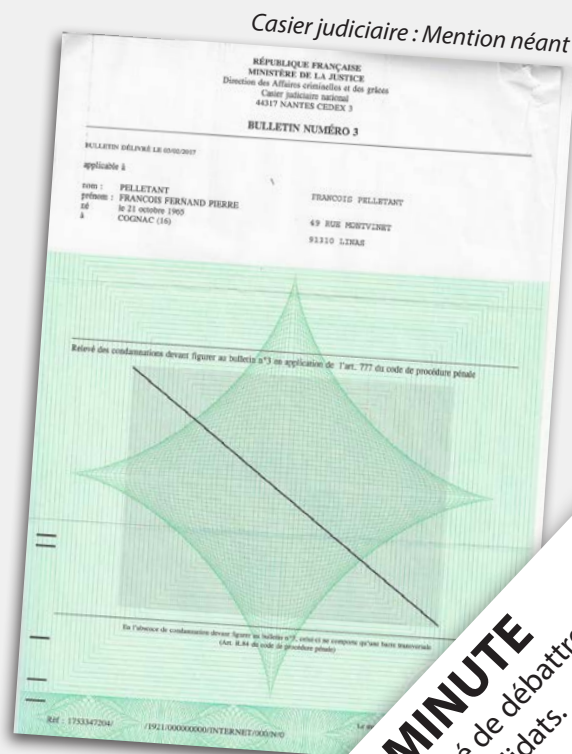 Casier judiciaire : Mention néant
RÉPUBLIQUE FRANÇAISE
MINISTÈRE DE LA JUSTICE
Direction des Affaires criminelles et des grâces
Casier judiciaire national
44317 NANTES CEDEX 3
BULLETIN NUMÉRO 3
BULLETIN DÉLIVRÉ LE 03/02/2017
applicable à
nom : PELLETANT
prénom : FRANCOIS FERNAND PIERRE
né le 21 octobre 1965
à COGNAC (16)
FRANCOIS PELLETANT
49 RUE MONTVINET
91310 LINAS
Relevé des condamnations devant figurer au bulletin n°3 en application de l'art. 777 du code de procédure pénale
En l'absence de condamnation devant figurer au bulletin n°3, celui-ci ne comporte qu'une barre transversale
(Art. R.84 du code de procédure pénale)
Réf : 1733347204/ /1921/000000000/INTERNET/000/N/0
MINUTE
de débattre